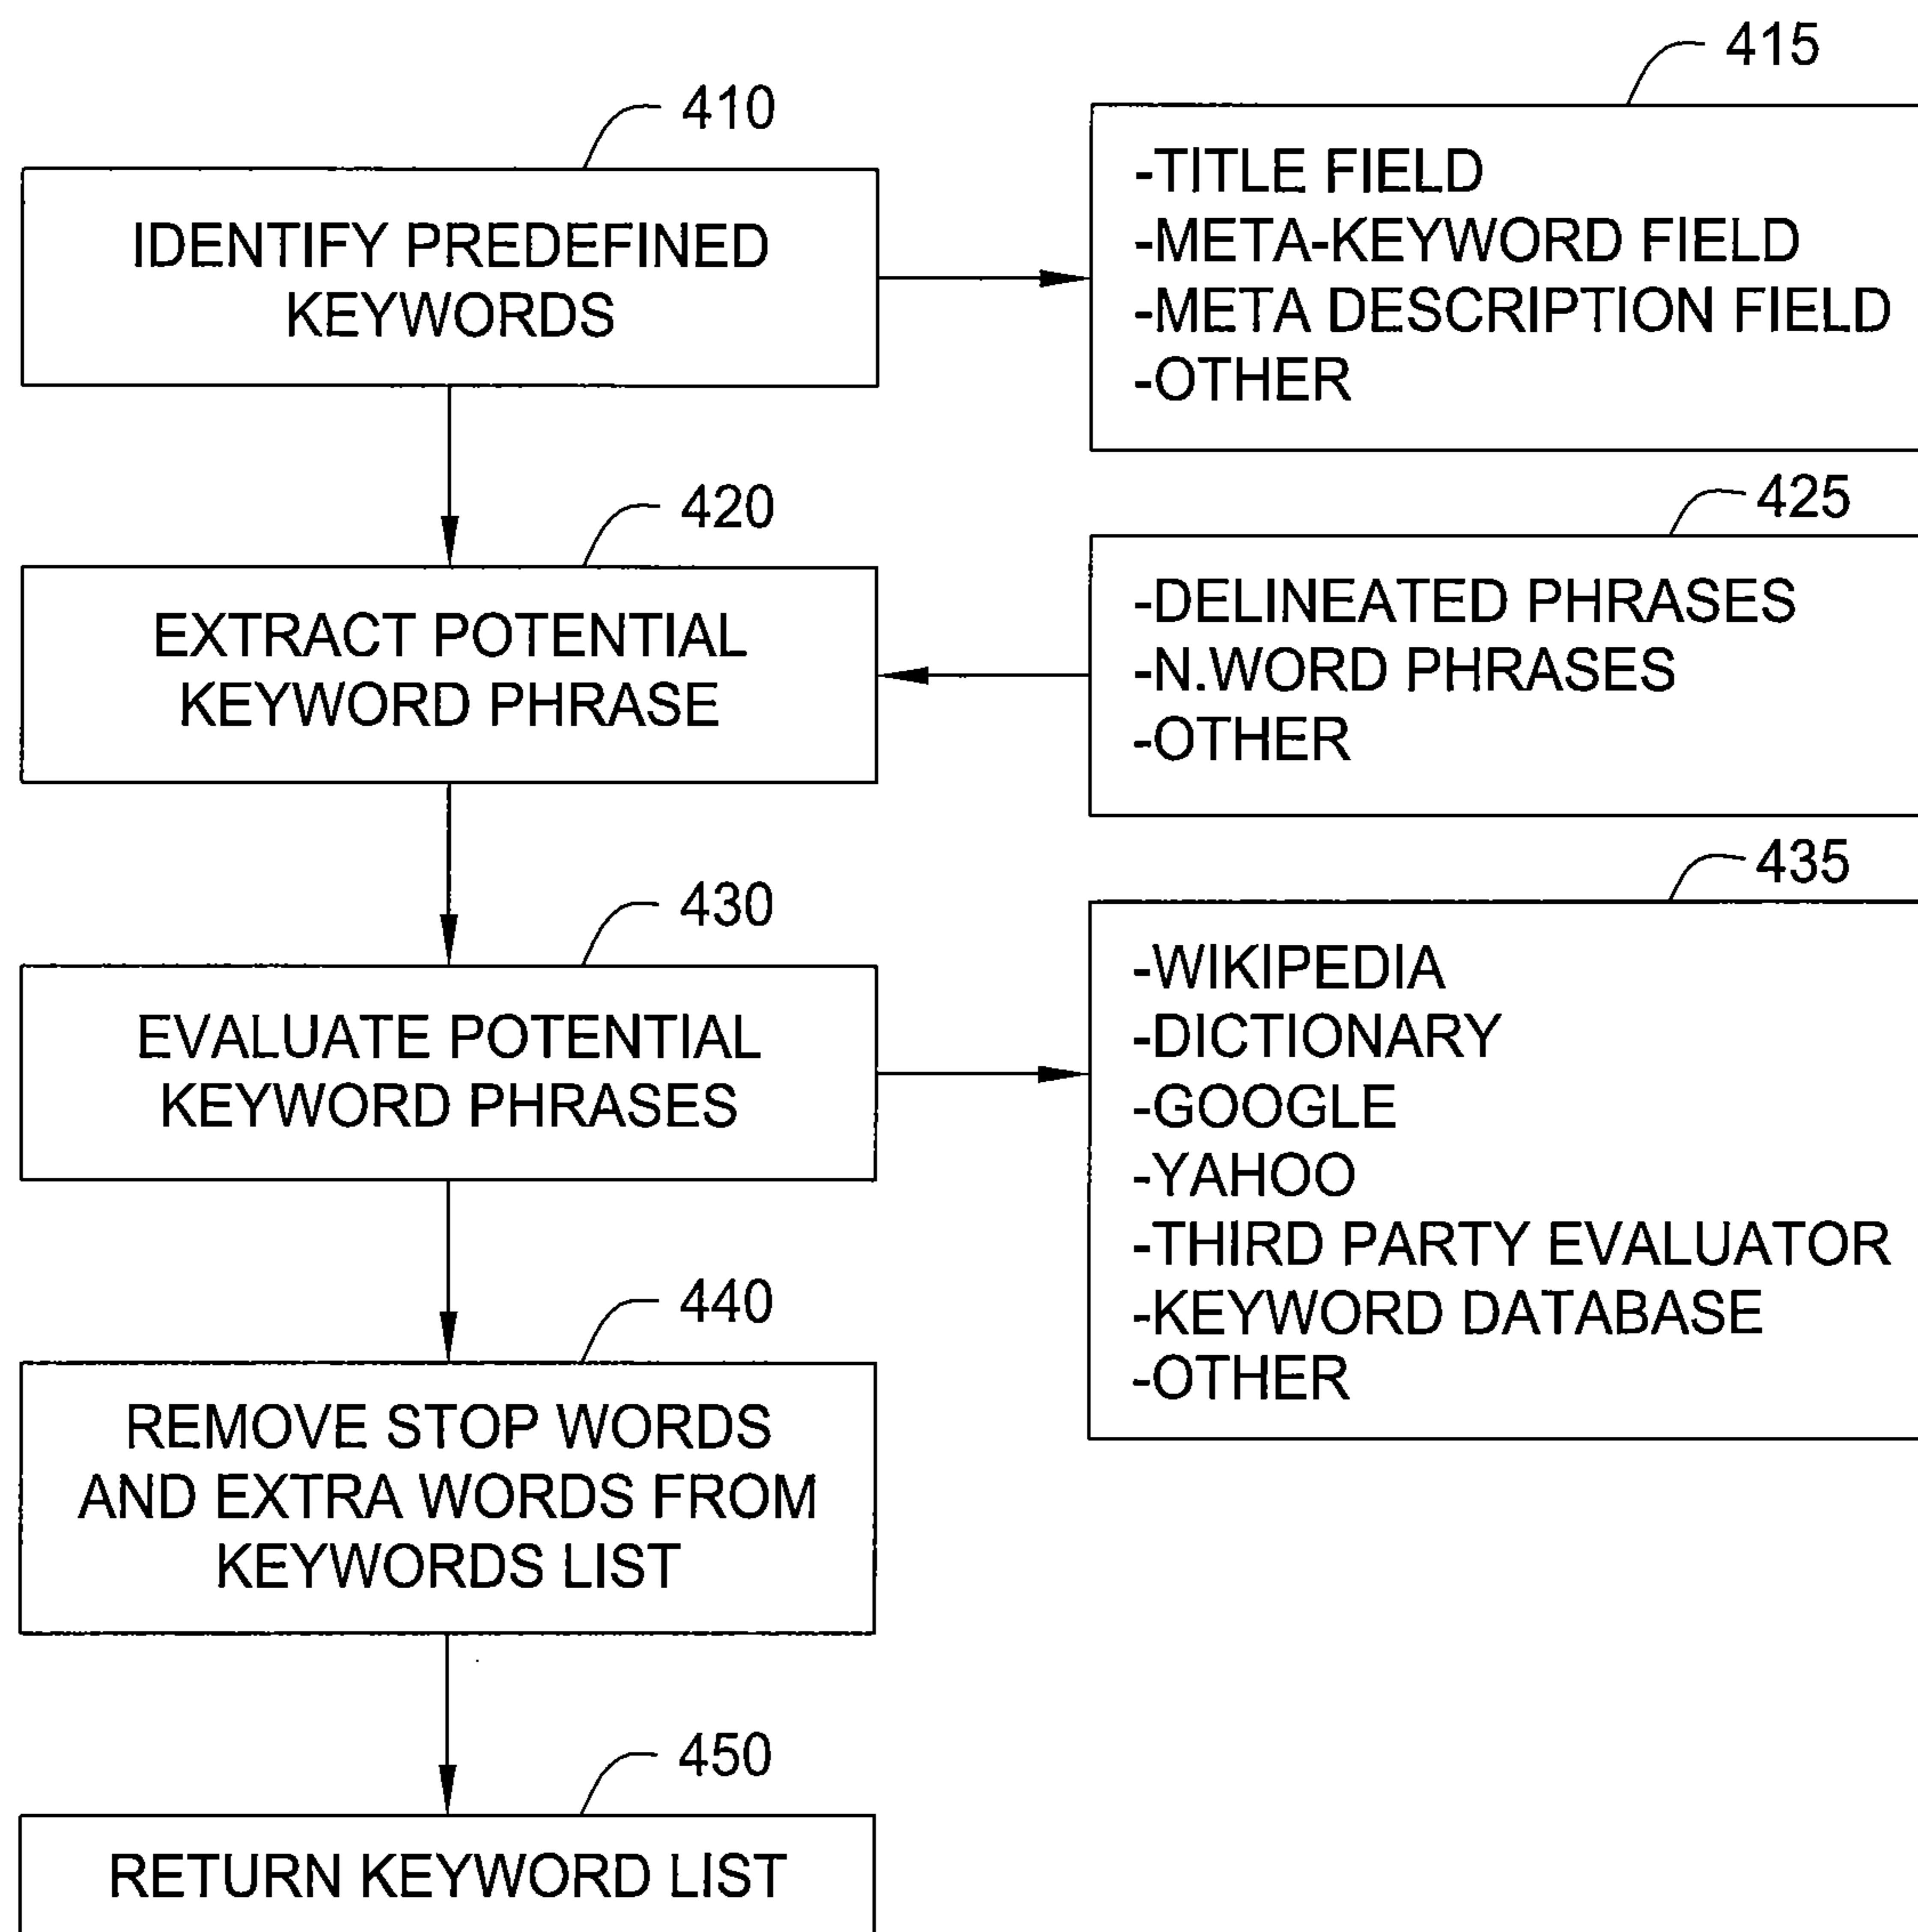 410
IDENTIFY PREDEFINED
KEYWORDS
415
-TITLE FIELD
-META-KEYWORD FIELD
-META DESCRIPTION FIELD
-OTHER
420
EXTRACT POTENTIAL
KEYWORD PHRASE
425
-DELINEATED PHRASES
-N.WORD PHRASES
-OTHER
430
EVALUATE POTENTIAL
KEYWORD PHRASES
435
-WIKIPEDIA
-DICTIONARY
-GOOGLE
-YAHOO
-THIRD PARTY EVALUATOR
-KEYWORD DATABASE
-OTHER
440
REMOVE STOP WORDS
AND EXTRA WORDS FROM
KEYWORDS LIST
450
RETURN KEYWORD LIST